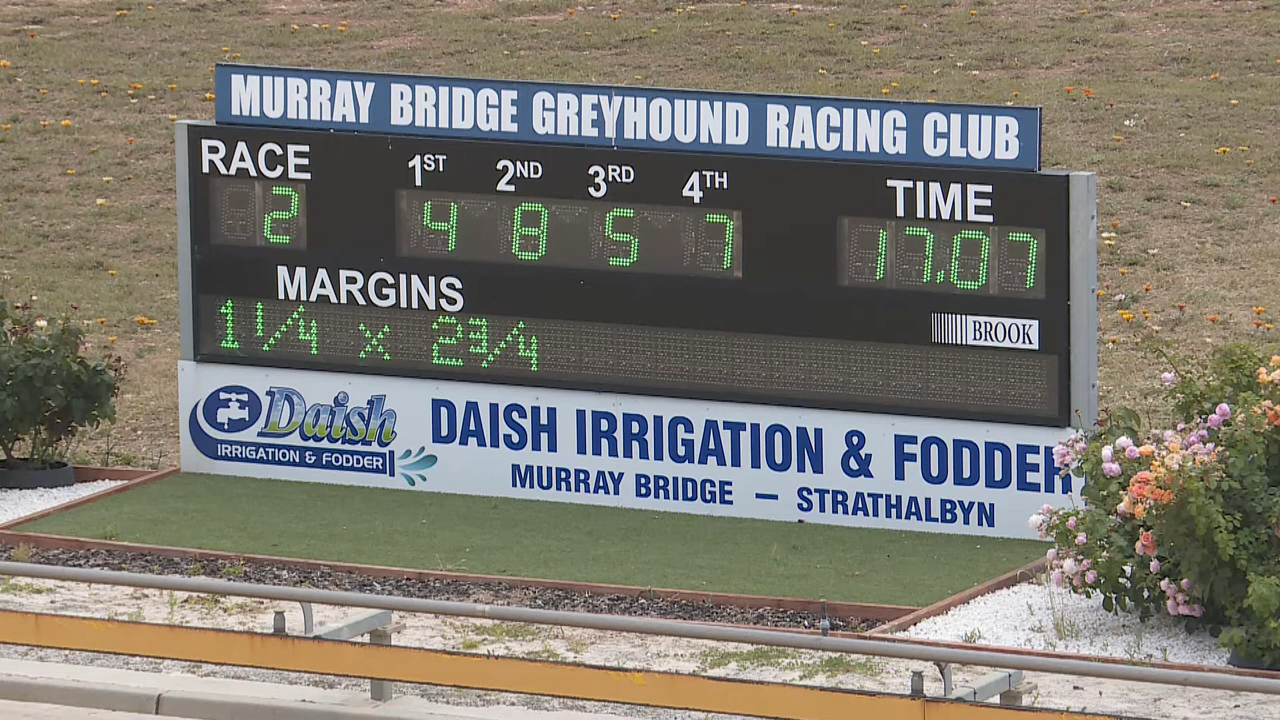 MURRAY BRIDGE GREYHOUND RACING CLUB
RACE 1ST 2ND 3RD 4TH TIME
2 4 8 5 7 17.07
MARGINS
1 1/4 x 2 3/4
BROOK
Daish
IRRIGATION & FODDER
DAISH IRRIGATION & FODDER
MURRAY BRIDGE – STRATHALBYN